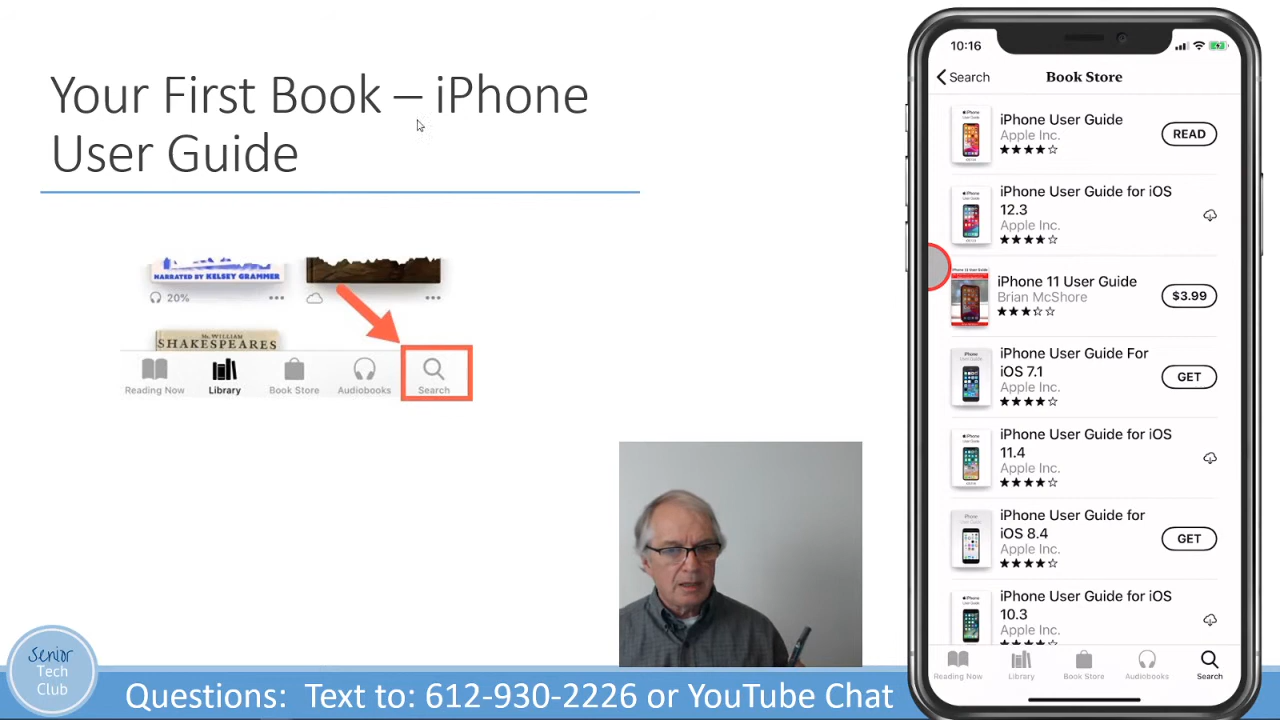 Your First Book – iPhone
User Guide
NARRATED BY KELSEY GRAMMER
20%
Mr. WILLIAM
SHAKESPEARES
Reading Now
Library
Book Store
Audiobooks
Search
Senior
Tech
Club
Questions: Text to: 612-930-2226 or YouTube Chat
10:16
Search
Book Store
iPhone User Guide
Apple Inc.
★★★★☆
READ
iPhone User Guide for iOS
12.3
Apple Inc.
★★★★☆
iPhone 11 User Guide
Brian McShore
★★★☆☆
$3.99
iPhone User Guide For
iOS 7.1
Apple Inc.
★★★★☆
GET
iPhone User Guide for iOS
11.4
Apple Inc.
★★★★☆
iPhone User Guide for
iOS 8.4
Apple Inc.
★★★★☆
GET
iPhone User Guide for iOS
10.3
Apple Inc.
★★★★☆
Reading Now
Library
Book Store
Audiobooks
Search